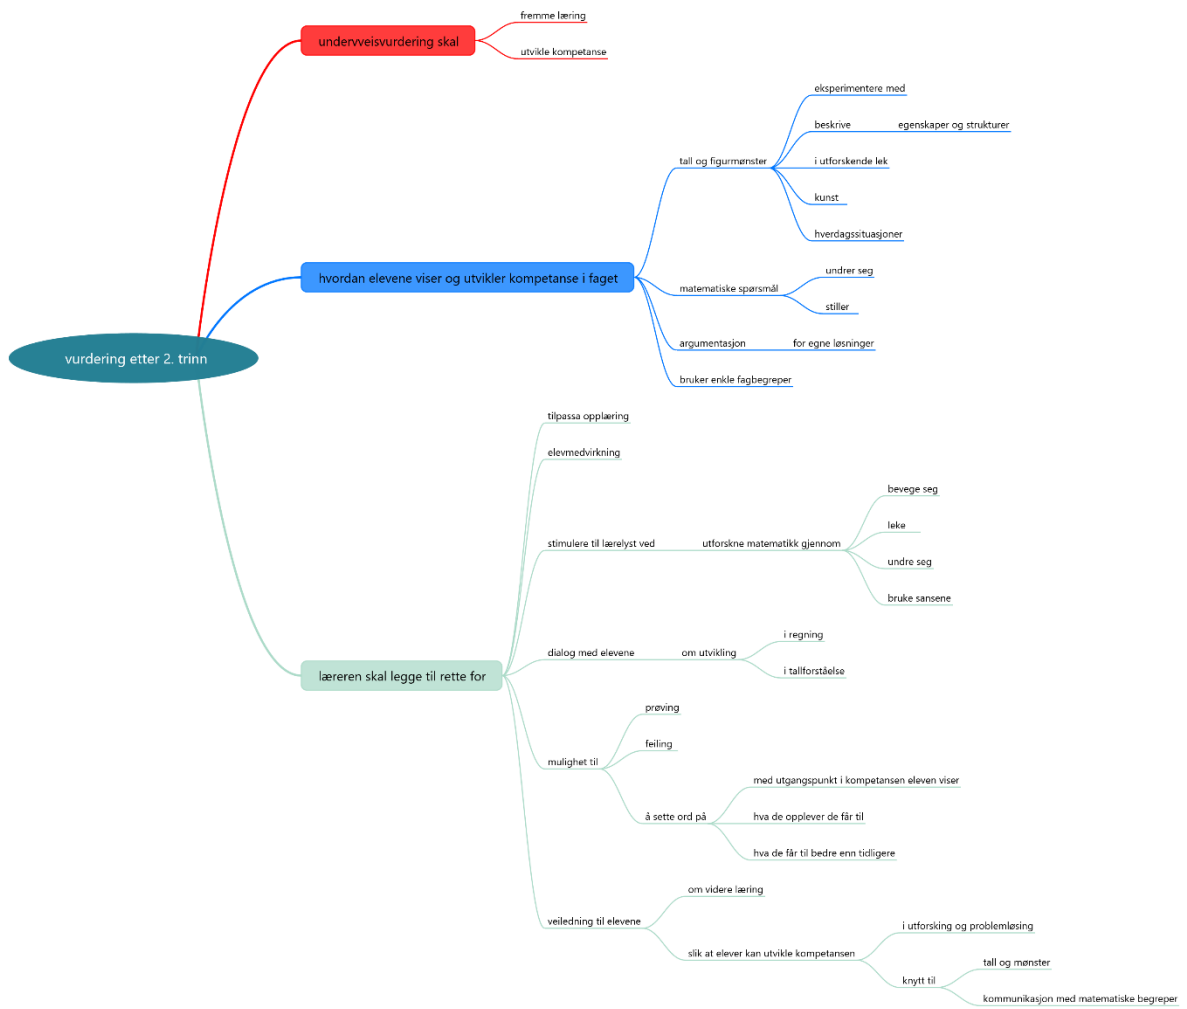 undervveisvurdering skal
fremme læring
utvikle kompetanse
hvordan elevene viser og utvikler kompetanse i faget
tall og figurmønster
eksperimentere med
beskrive
egenskaper og strukturer
i utforskende lek
kunst
hverdagssituasjoner
matematiske spørsmål
undrer seg
stiller
argumentasjon
for egne løsninger
bruker enkle fagbegreper
vurdering etter 2. trinn
læreren skal legge til rette for
tilpassa opplæring
elevmedvirkning
stimulere til lærelyst ved
utforskne matematikk gjennom
bevege seg
leke
undre seg
bruke sansene
dialog med elevene
om utvikling
i regning
i tallforståelse
mulighet til
prøving
feiling
å sette ord på
med utgangspunkt i kompetansen eleven viser
hva de opplever de får til
hva de får til bedre enn tidligere
veiledning til elevene
om videre læring
slik at elever kan utvikle kompetansen
i utforsking og problemløsing
knytt til
tall og mønster
kommunikasjon med matematiske begreper